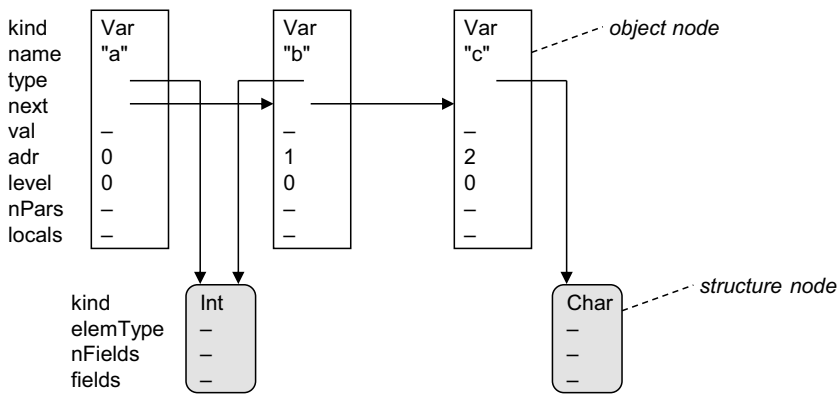 kind Var Var Var object node
name "a" "b" "c"
type
next
val – – –
adr 0 1 2
level 0 0 0
nPars – – –
locals – – –
structure node
kind Int Char
elemType – –
nFields – –
fields – –